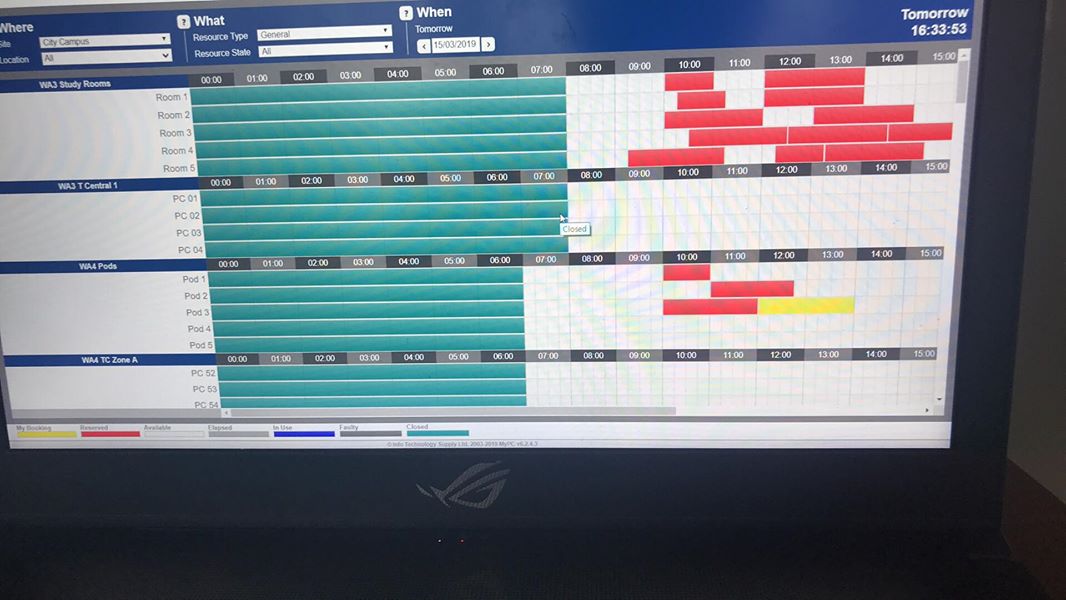 Where
Site City Campus
Location All
? What
Resource Type General
Resource State All
? When
Tomorrow
< 15/03/2019 >
Tomorrow
16:33:53
WA3 Study Rooms 00:00 01:00 02:00 03:00 04:00 05:00 06:00 07:00 08:00 09:00 10:00 11:00 12:00 13:00 14:00 15:00
Room 1
Room 2
Room 3
Room 4
Room 5
WA3 T Central 1 00:00 01:00 02:00 03:00 04:00 05:00 06:00 07:00 08:00 09:00 10:00 11:00 12:00 13:00 14:00 15:00
PC 01
PC 02
PC 03
PC 04
Closed
WA4 Pods 00:00 01:00 02:00 03:00 04:00 05:00 06:00 07:00 08:00 09:00 10:00 11:00 12:00 13:00 14:00 15:00
Pod 1
Pod 2
Pod 3
Pod 4
Pod 5
WA4 TC Zone A 00:00 01:00 02:00 03:00 04:00 05:00 06:00 07:00 08:00 09:00 10:00 11:00 12:00 13:00 14:00 15:00
PC 52
PC 53
PC 54
My Booking Reserved Available Elapsed In Use Faulty Closed
© Info Technology Supply Ltd. 2003-2018 MyPC v6.2.4.3